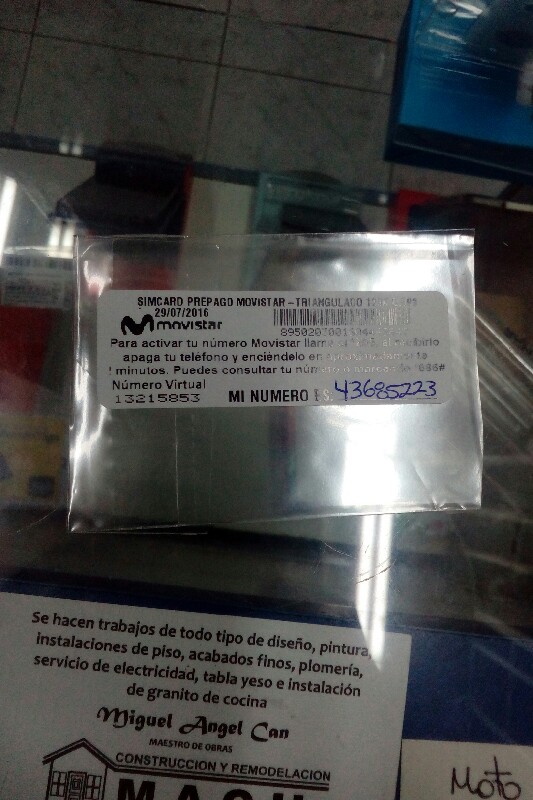 SIMCARD PREPAGO MOVISTAR - TRIANGULADO
29/07/2016
movistar
Para activar tu número Movistar llame
apaga tu teléfono y enciéndelo en
minutos. Puedes consultar tu número
Número Virtual
13215853 MI NUMERO ES: 43685223
Se hacen trabajos de todo tipo de diseño, pintura,
instalaciones de piso, acabados finos, plomería,
servicio de electricidad, tabla yeso e instalación
de granito de cocina
Miguel Angel Can
MAESTRO DE OBRAS
CONSTRUCCION Y REMODELACION
Moto